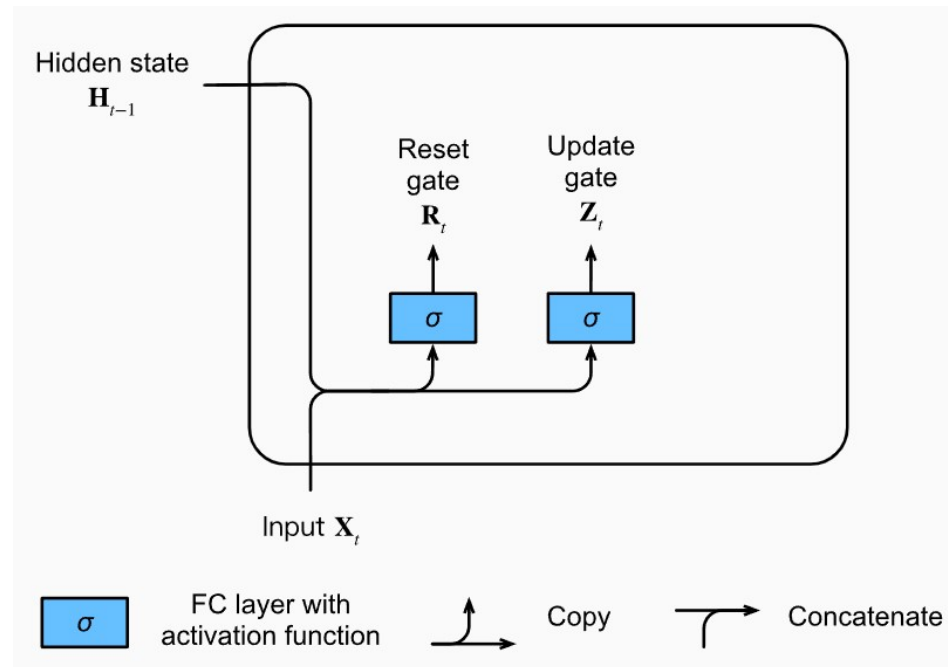 Hidden state
H_{t−1}
Reset
gate
R_t
Update
gate
Z_t
σ
σ
Input X_t
σ
FC layer with
activation function
Copy
Concatenate